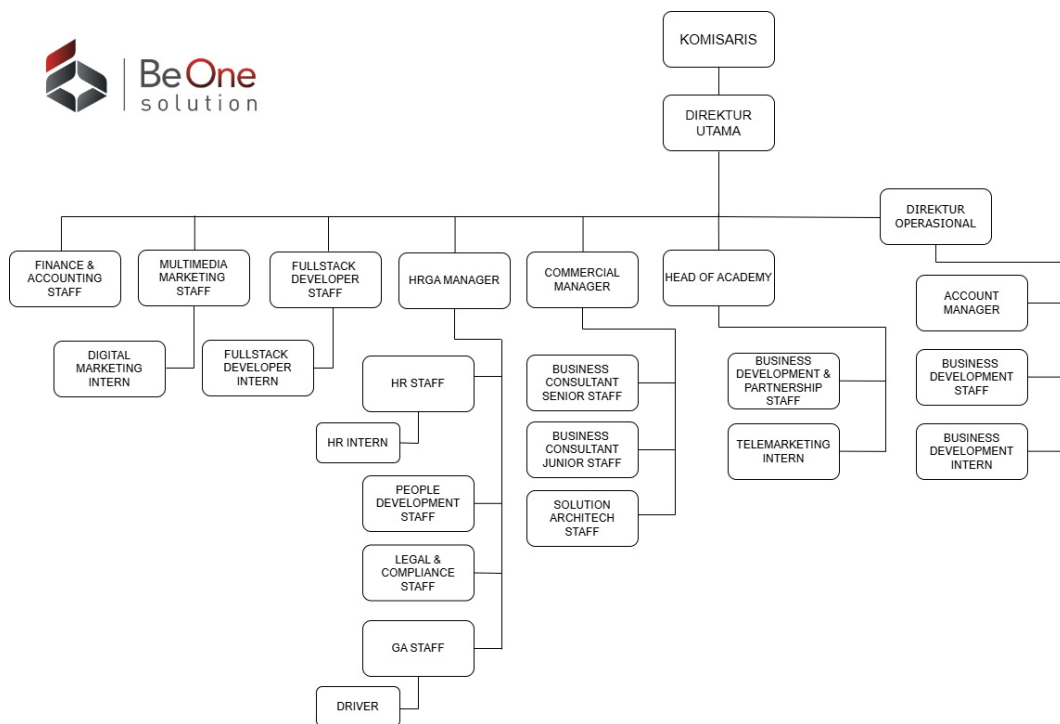 BeOne
solution
KOMISARIS
DIREKTUR
UTAMA
DIREKTUR
OPERASIONAL
FINANCE &
ACCOUNTING
STAFF
MULTIMEDIA
MARKETING
STAFF
FULLSTACK
DEVELOPER
STAFF
HRGA MANAGER
COMMERCIAL
MANAGER
HEAD OF ACADEMY
ACCOUNT
MANAGER
DIGITAL
MARKETING
INTERN
FULLSTACK
DEVELOPER
INTERN
HR STAFF
BUSINESS
CONSULTANT
SENIOR STAFF
BUSINESS
DEVELOPMENT &
PARTNERSHIP
STAFF
BUSINESS
DEVELOPMENT
STAFF
HR INTERN
BUSINESS
CONSULTANT
JUNIOR STAFF
TELEMARKETING
INTERN
BUSINESS
DEVELOPMENT
INTERN
PEOPLE
DEVELOPMENT
STAFF
SOLUTION
ARCHITECH
STAFF
LEGAL &
COMPLIANCE
STAFF
GA STAFF
DRIVER